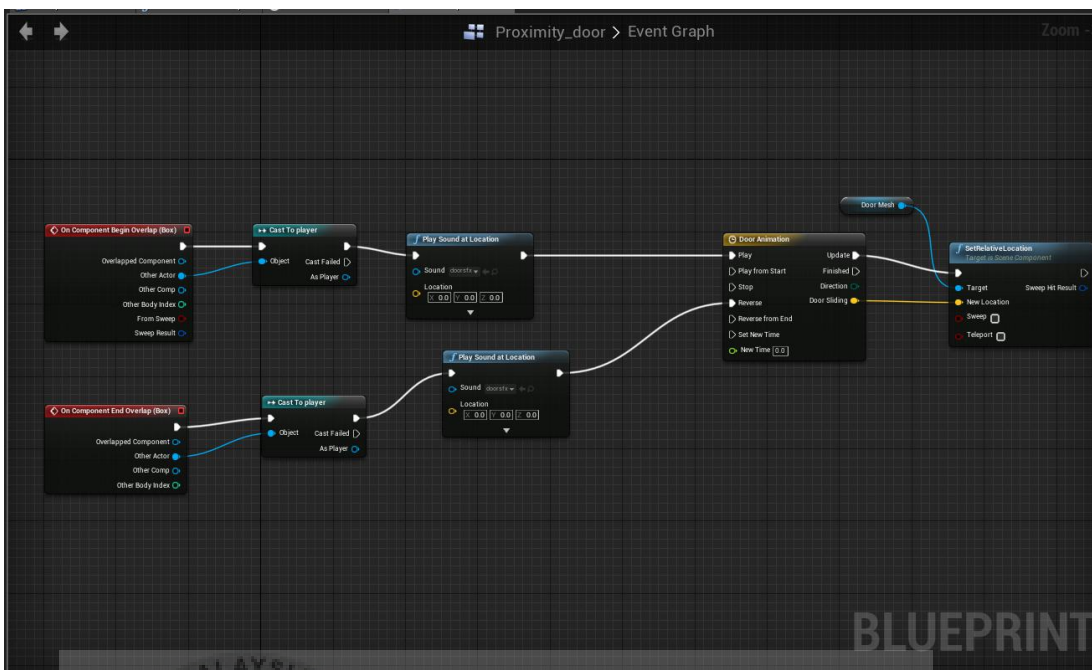 Proximity_door > Event Graph
Zoom -
On Component Begin Overlap (Box)
Overlapped Component
Other Actor
Other Comp
Other Body Index
From Sweep
Sweep Result
Cast To player
Object
Cast Failed
As Player
Play Sound at Location
Sound doorsfx
Location
X 0.0 Y 0.0 Z 0.0
Door Animation
Play
Update
Play from Start
Finished
Stop
Direction
Reverse
Door Sliding
Reverse from End
Set New Time
New Time 0.0
Door Mesh
SetRelativeLocation
Target is Scene Component
Target
Sweep Hit Result
New Location
Sweep
Teleport
On Component End Overlap (Box)
Overlapped Component
Other Actor
Other Comp
Other Body Index
Cast To player
Object
Cast Failed
As Player
Play Sound at Location
Sound doorsfx
Location
X 0.0 Y 0.0 Z 0.0
BLUEPRINT